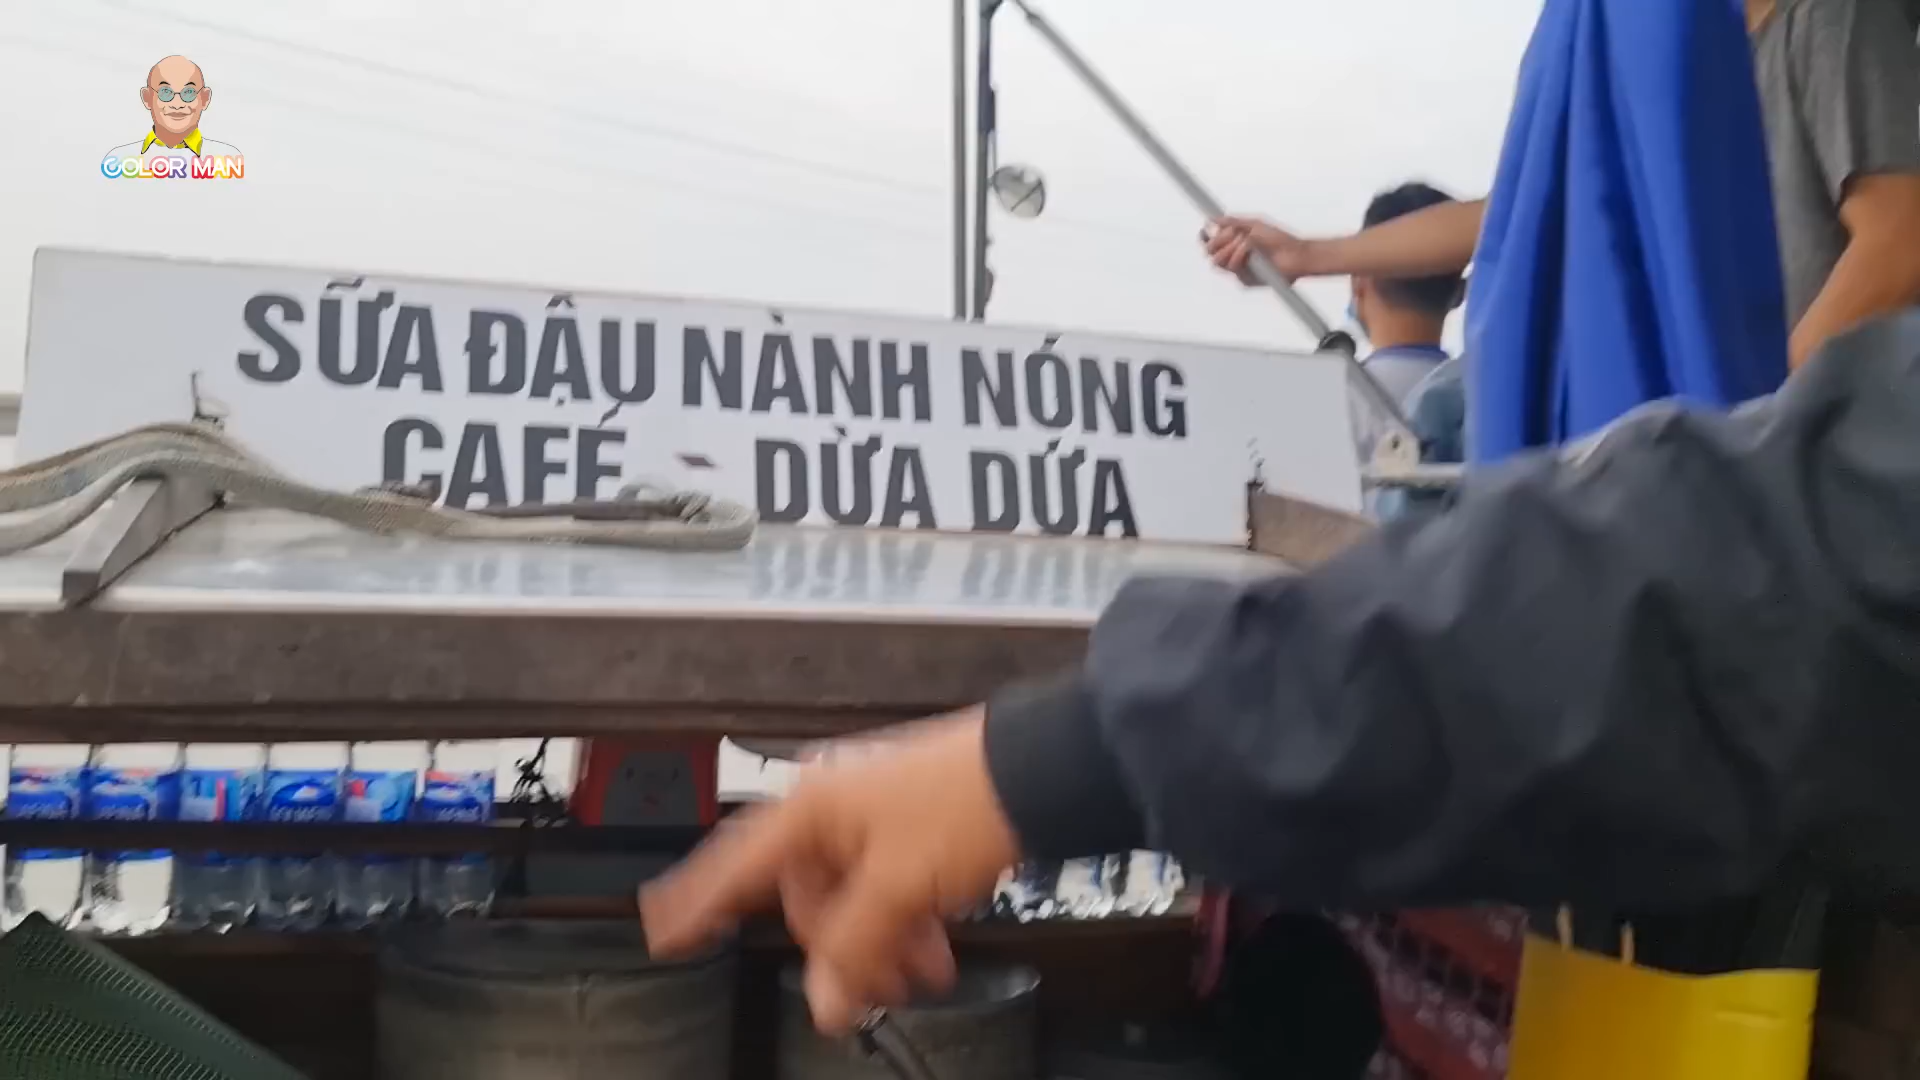 COLOR MAN
SỮA ĐẬU NÀNH NÓNG
CAFÉ - DỪA DỨA